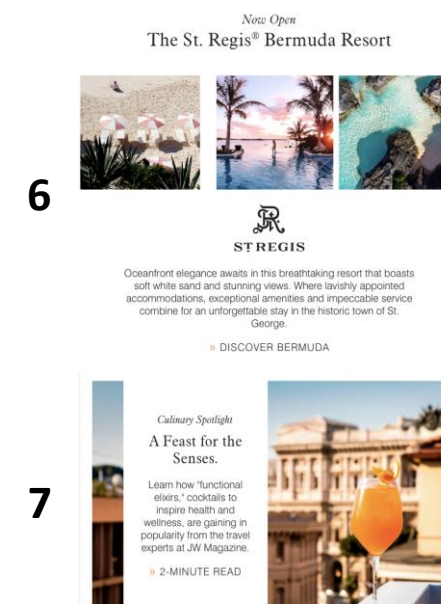 Now Open
The St. Regis® Bermuda Resort
6
STREGIS
Oceanfront elegance awaits in this breathtaking resort that boasts
soft white sand and stunning views. Where lavishly appointed
accommodations, exceptional amenities and impeccable service
combine for an unforgettable stay in the historic town of St.
George.
» DISCOVER BERMUDA
7
Culinary Spotlight
A Feast for the
Senses.
Learn how "functional
elixirs," cocktails to
inspire health and
wellness, are gaining in
popularity from the travel
experts at JW Magazine.
» 2-MINUTE READ